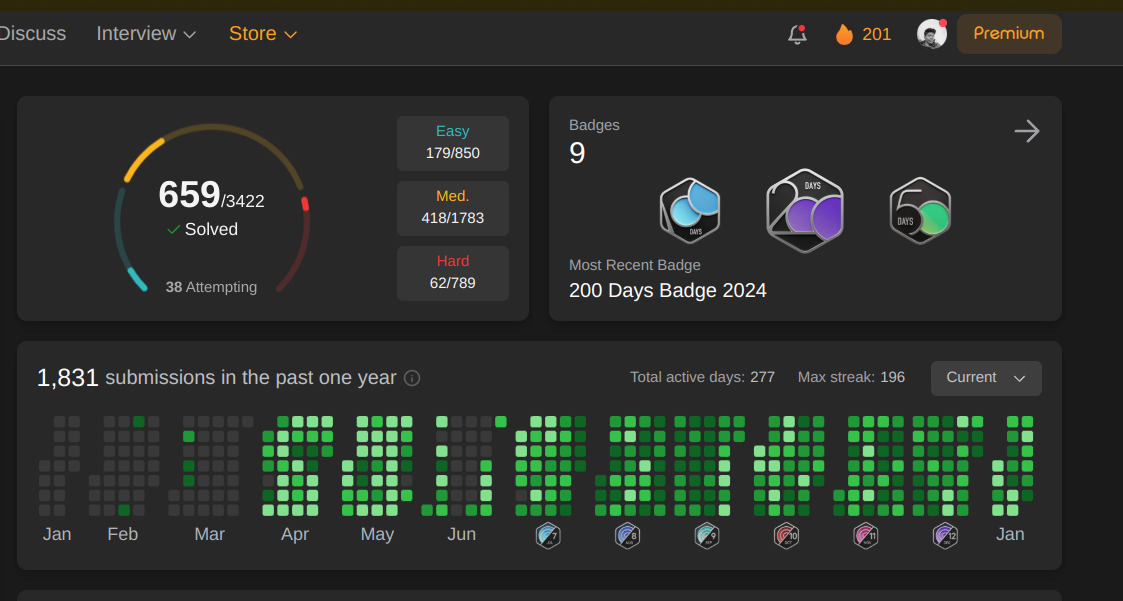 Discuss Interview Store 201 Premium
659/3422
Solved
38 Attempting
Easy
179/850
Med.
418/1783
Hard
62/789
Badges
9
DAYS
DAYS
DAYS
Most Recent Badge
200 Days Badge 2024
1,831 submissions in the past one year
Total active days: 277 Max streak: 196 Current
Jan Feb Mar Apr May Jun 7 8 9 10 11 12 Jan